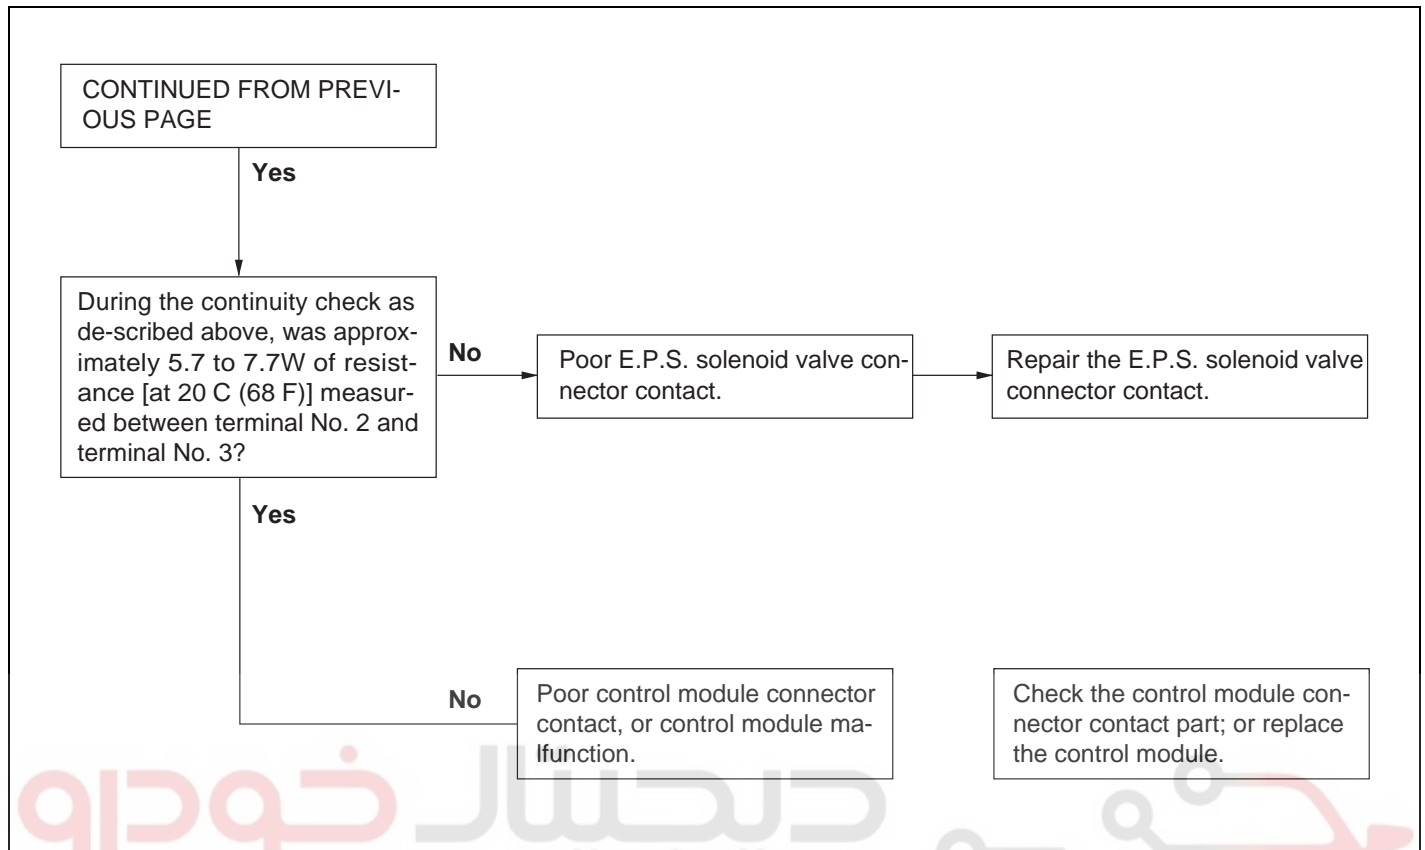 CONTINUED FROM PREVI-
OUS PAGE
Yes
During the continuity check as
de-scribed above, was approx-
imately 5.7 to 7.7W of resist-
ance [at 20 C (68 F)] measur-
ed between terminal No. 2 and
terminal No. 3?
No
Poor E.P.S. solenoid valve con-
nector contact.
Repair the E.P.S. solenoid valve
connector contact.
Yes
No
Poor control module connector
contact, or control module ma-
lfunction.
Check the control module con-
nector contact part; or replace
the control module.
دیجیتال خودرو